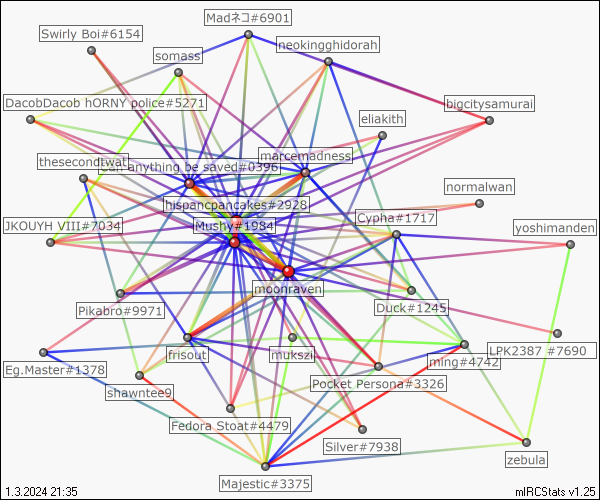 Madネコ#6901
Swirly Boi#6154
neokingghidorah
somass
DacobDacob hORNY police#5271
bigcitysamurai
eliakith
marcemadness
thesecondtwat
can anything be saved#0396
normalwan
hispancpancakes#2928
Cypha#1717
JKOUYH VIII#7034
Mushy#1984
yoshimanden
moonraven
Pikabro#9971
Duck#1245
LPK2387 #7690
frisout
mukszi
ming#4742
Eg.Master#1378
Pocket Persona#3326
shawntee9
Fedora Stoat#4479
Silver#7938
zebula
Majestic#3375
1.3.2024 21:35
mIRCStats v1.25